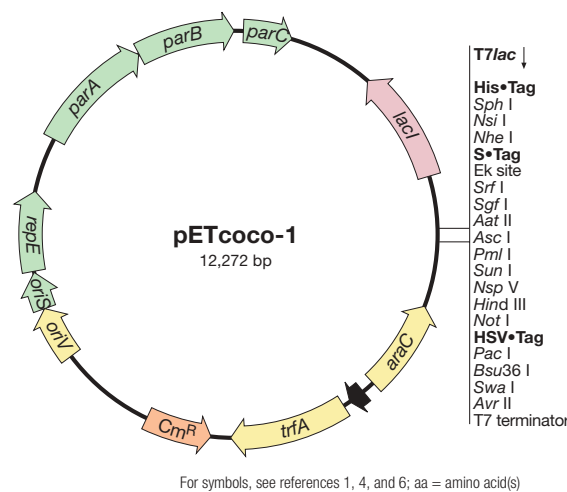 parA
parB
parC
lacI
repE
oriS
oriV
CmR
trfA
araC
pETcoco-1
12,272 bp
T7lac ↓
His•Tag
Sph I
Nsi I
Nhe I
S•Tag
Ek site
Srf I
Sgf I
Aat II
Asc I
Pml I
Sun I
Nsp V
Hind III
Not I
HSV•Tag
Pac I
Bsu36 I
Swa I
Avr II
T7 terminator
For symbols, see references 1, 4, and 6; aa = amino acid(s)